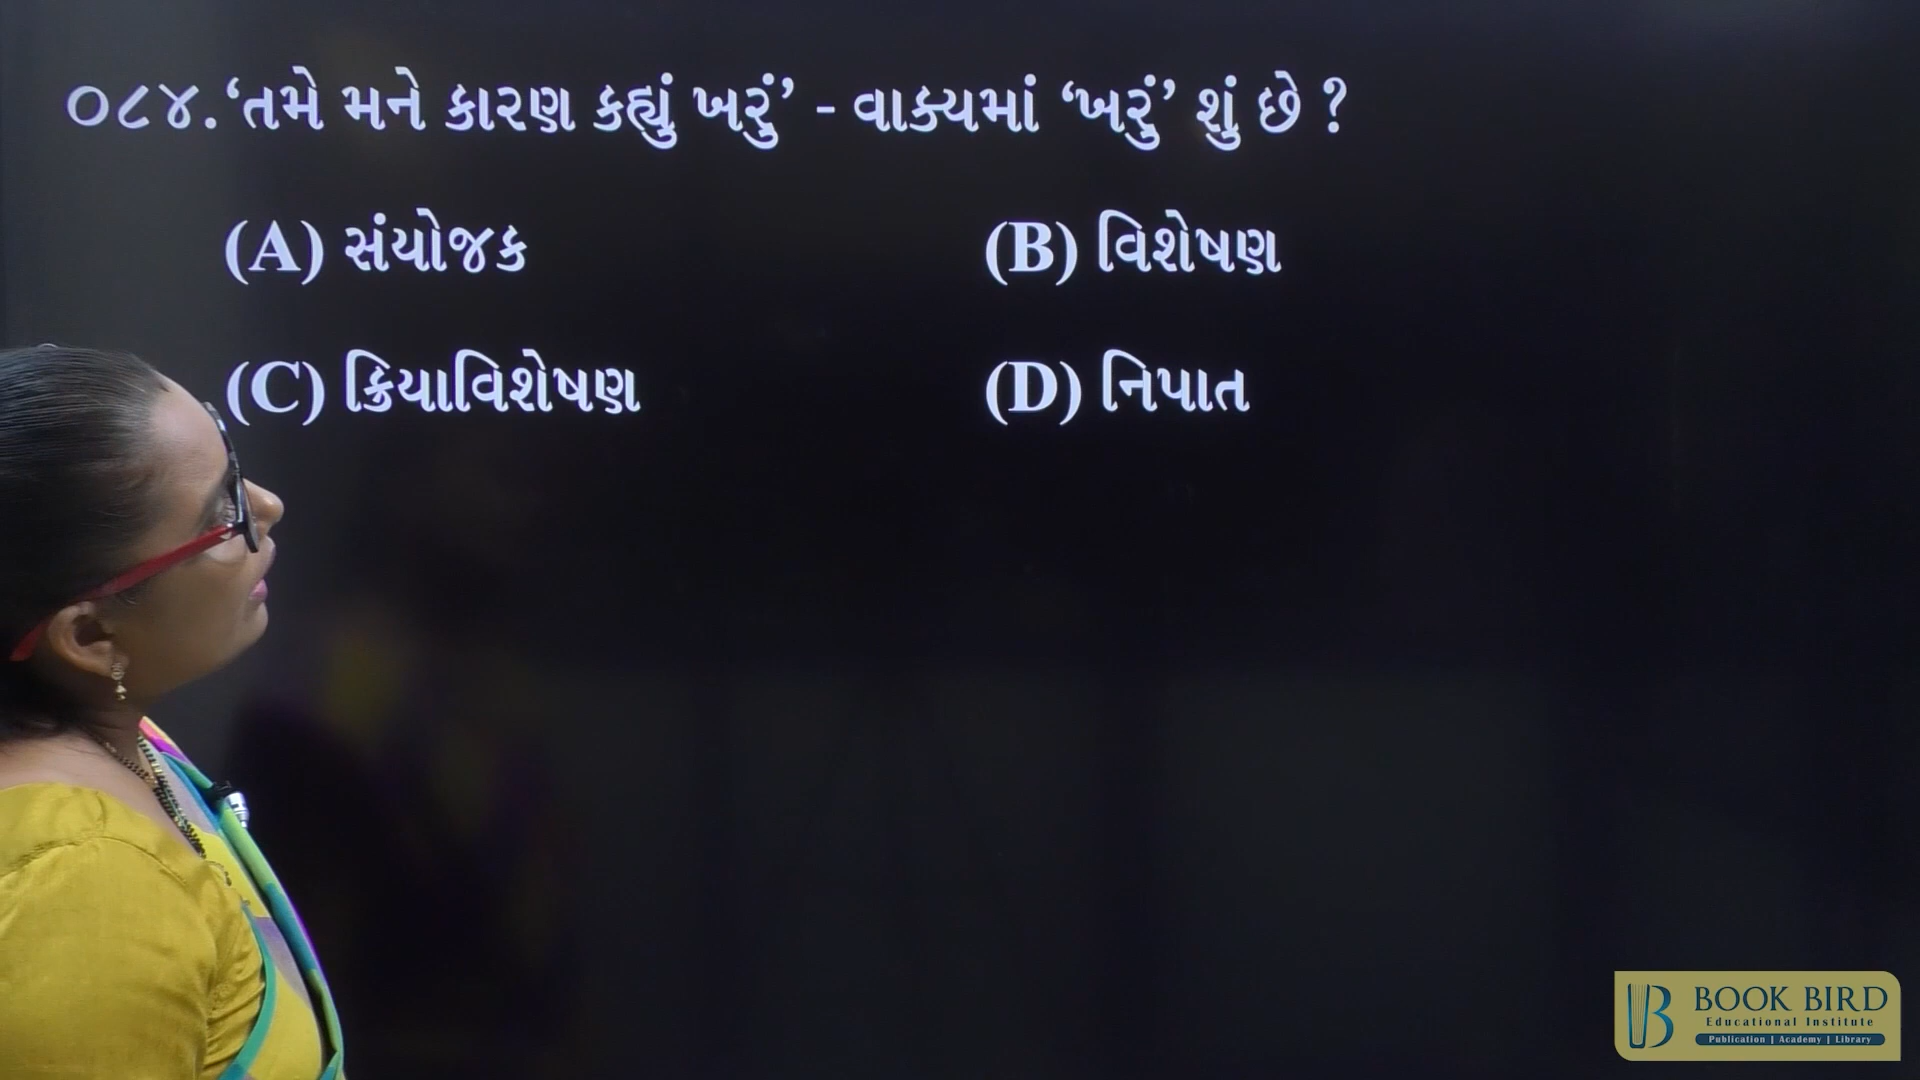 ૦૮૪. ‘તમે મને કારણ કહ્યું ખરું’ - વાક્યમાં ‘ખરું’ શું છે ?
(A) સંયોજક
(B) વિશેષણ
(C) ક્રિયાવિશેષણ
(D) નિપાત
BOOK BIRD
Educational Institute
Publication | Academy | Library